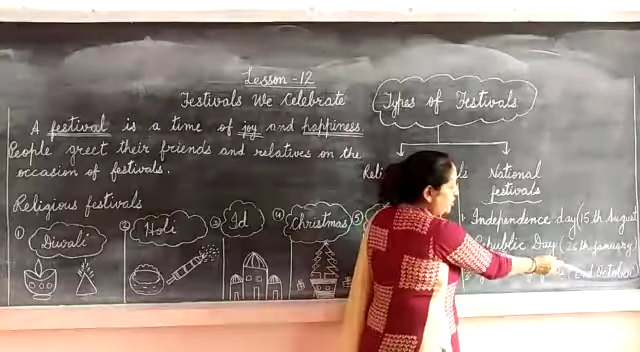 Lesson - 12
Festivals We Celebrate
A festival is a time of joy and happiness.
People greet their friends and relatives on the
occasion of festivals.
Religious festivals
① Diwali
② Holi
③ Id
④ Christmas
⑤
Types of Festivals
National
festivals
Independence day (15th August
Republic Day (26th January
(2nd October)